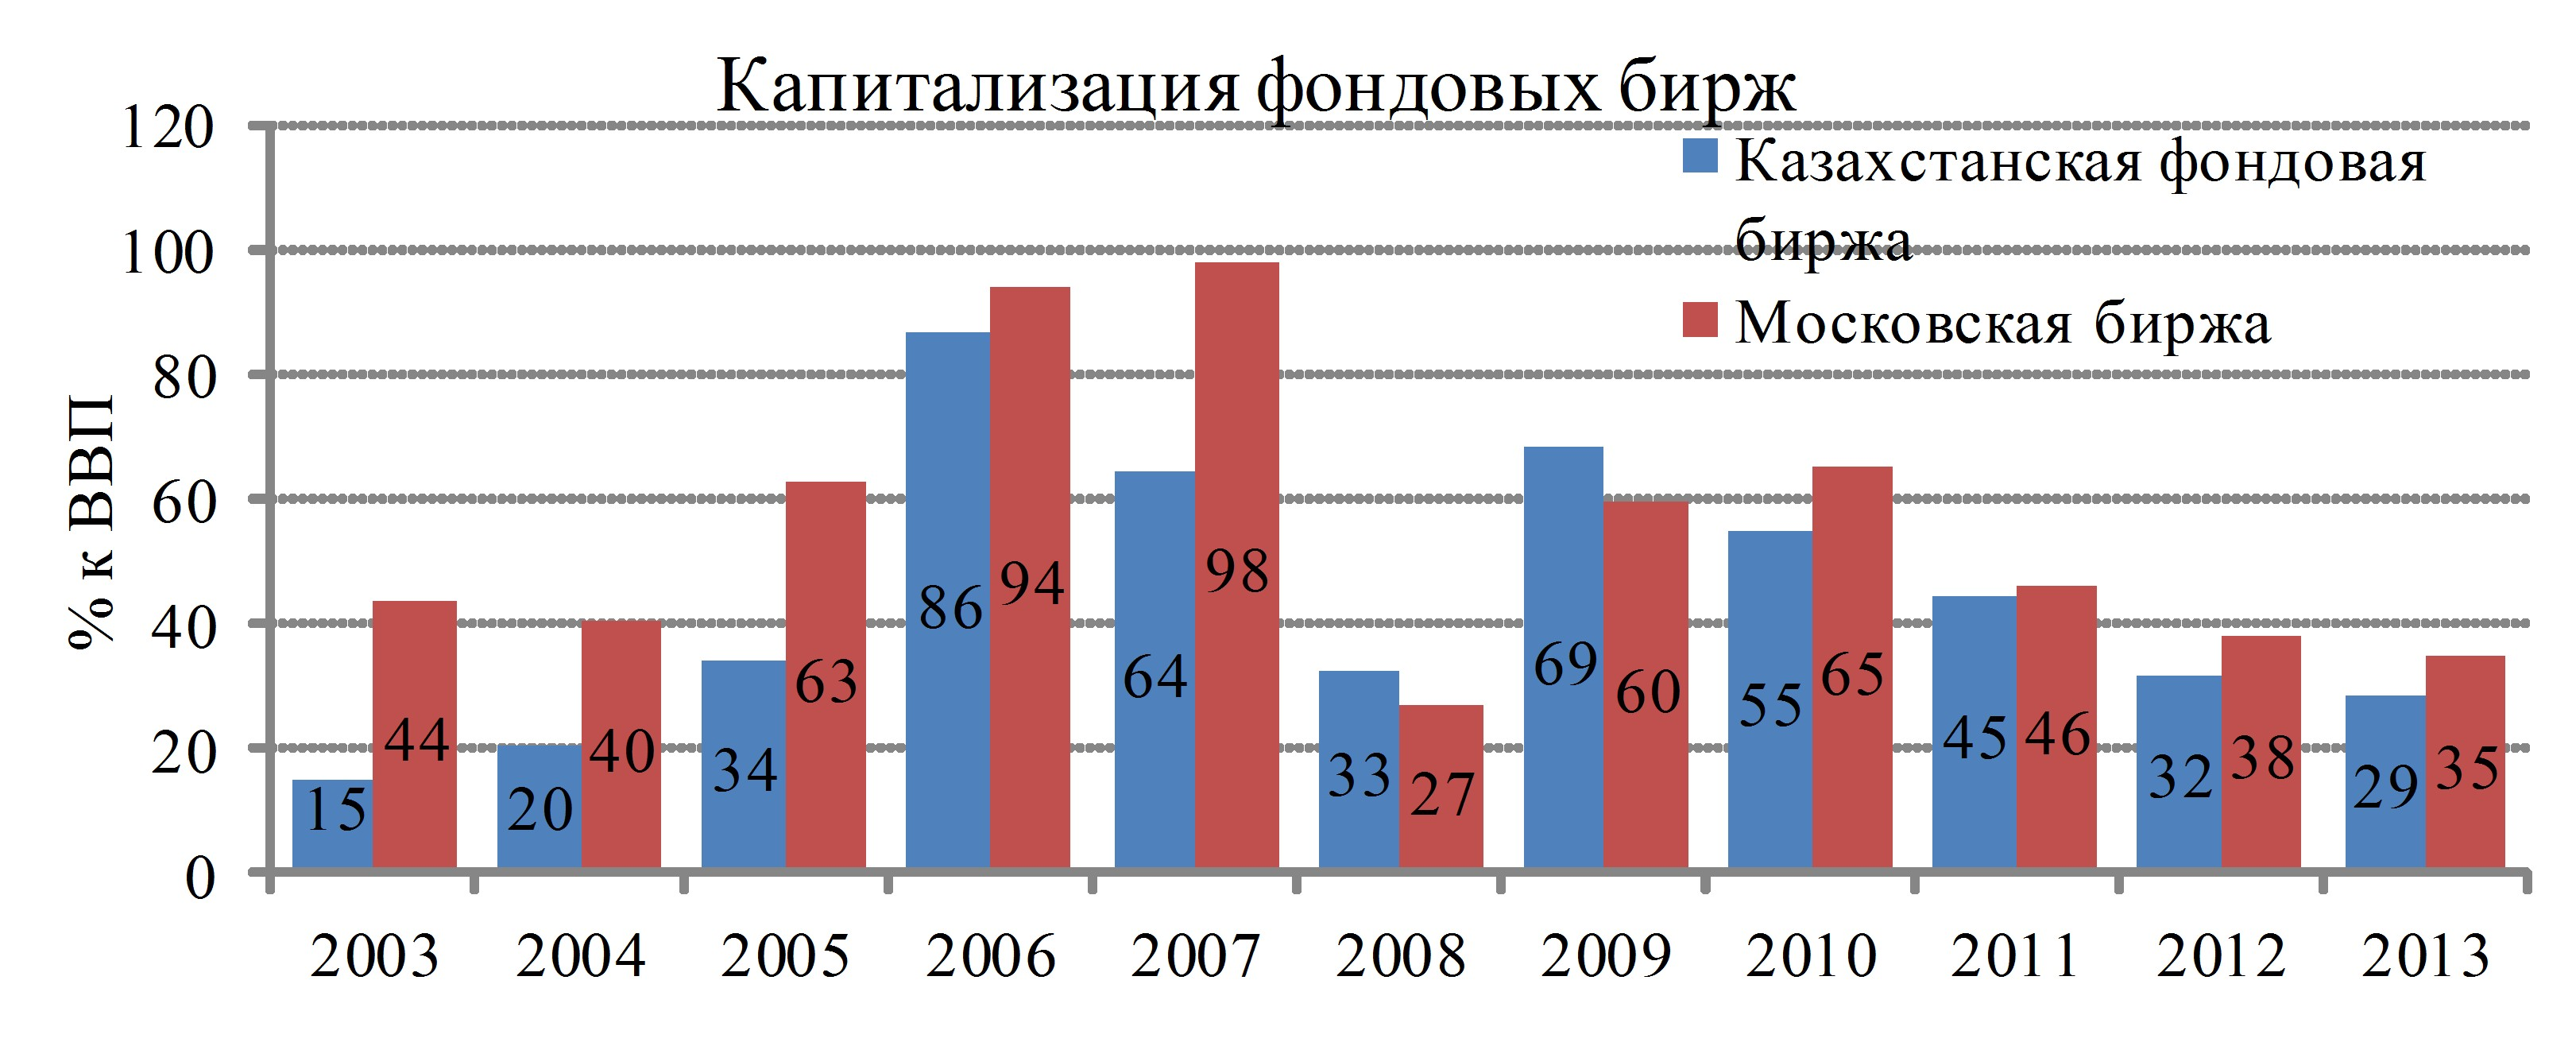 Капитализация фондовых бирж
120
100
80
60
40
20
0
% к ВВП
Казахстанская фондовая
биржа
Московская биржа
15 44 20 40 34 63 86 94 64 98 33 27 69 60 55 65 45 46 32 38 29 35
2003 2004 2005 2006 2007 2008 2009 2010 2011 2012 2013